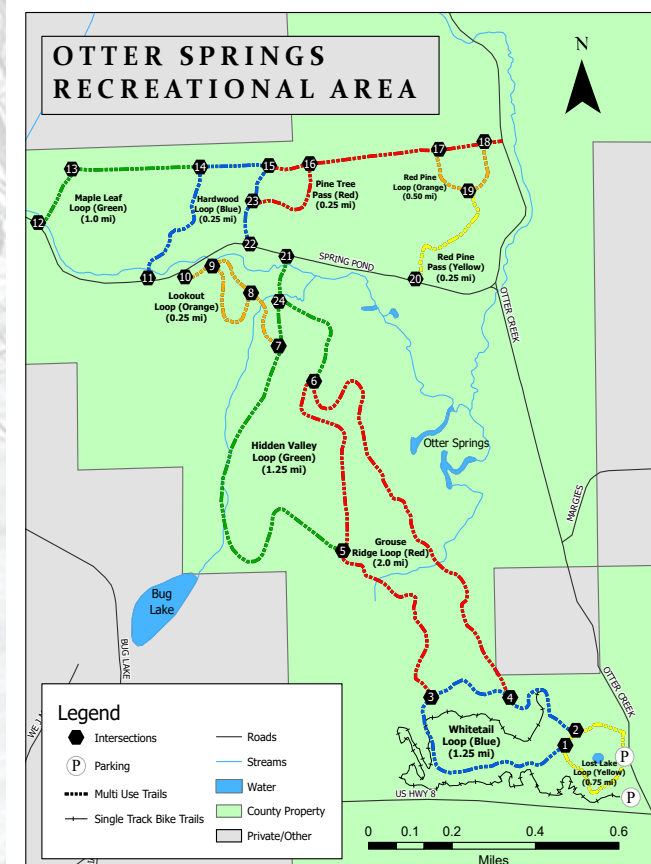 OTTER SPRINGS
RECREATIONAL AREA
N
18
17
16
15
14
13
Red Pine
Loop (Orange)
(0.50 mi)
19
Pine Tree
Pass (Red)
(0.25 mi)
Hardwood
Loop (Blue)
(0.25 mi)
Maple Leaf
Loop (Green)
(1.0 mi)
23
12
22
21
SPRING POND
Red Pine
Pass (Yellow)
(0.25 mi)
20
11
10
9
8
24
Lookout
Loop (Orange)
(0.25 mi)
OTTER CREEK
7
6
Hidden Valley
Loop (Green)
(1.25 mi)
Otter Springs
MARGIES
5
Grouse
Ridge Loop (Red)
(2.0 mi)
Bug
Lake
BUG LAKE
3
4
Whitetail
Loop (Blue)
(1.25 mi)
2
1
OTTER CREEK
Lost Lake
Loop (Yellow)
(0.75 mi)
P
P
US HWY 8
Legend
Intersections
Parking
P
Multi Use Trails
Single Track Bike Trails
Roads
Streams
Water
County Property
Private/Other
0 0.1 0.2 0.4 0.6
Miles